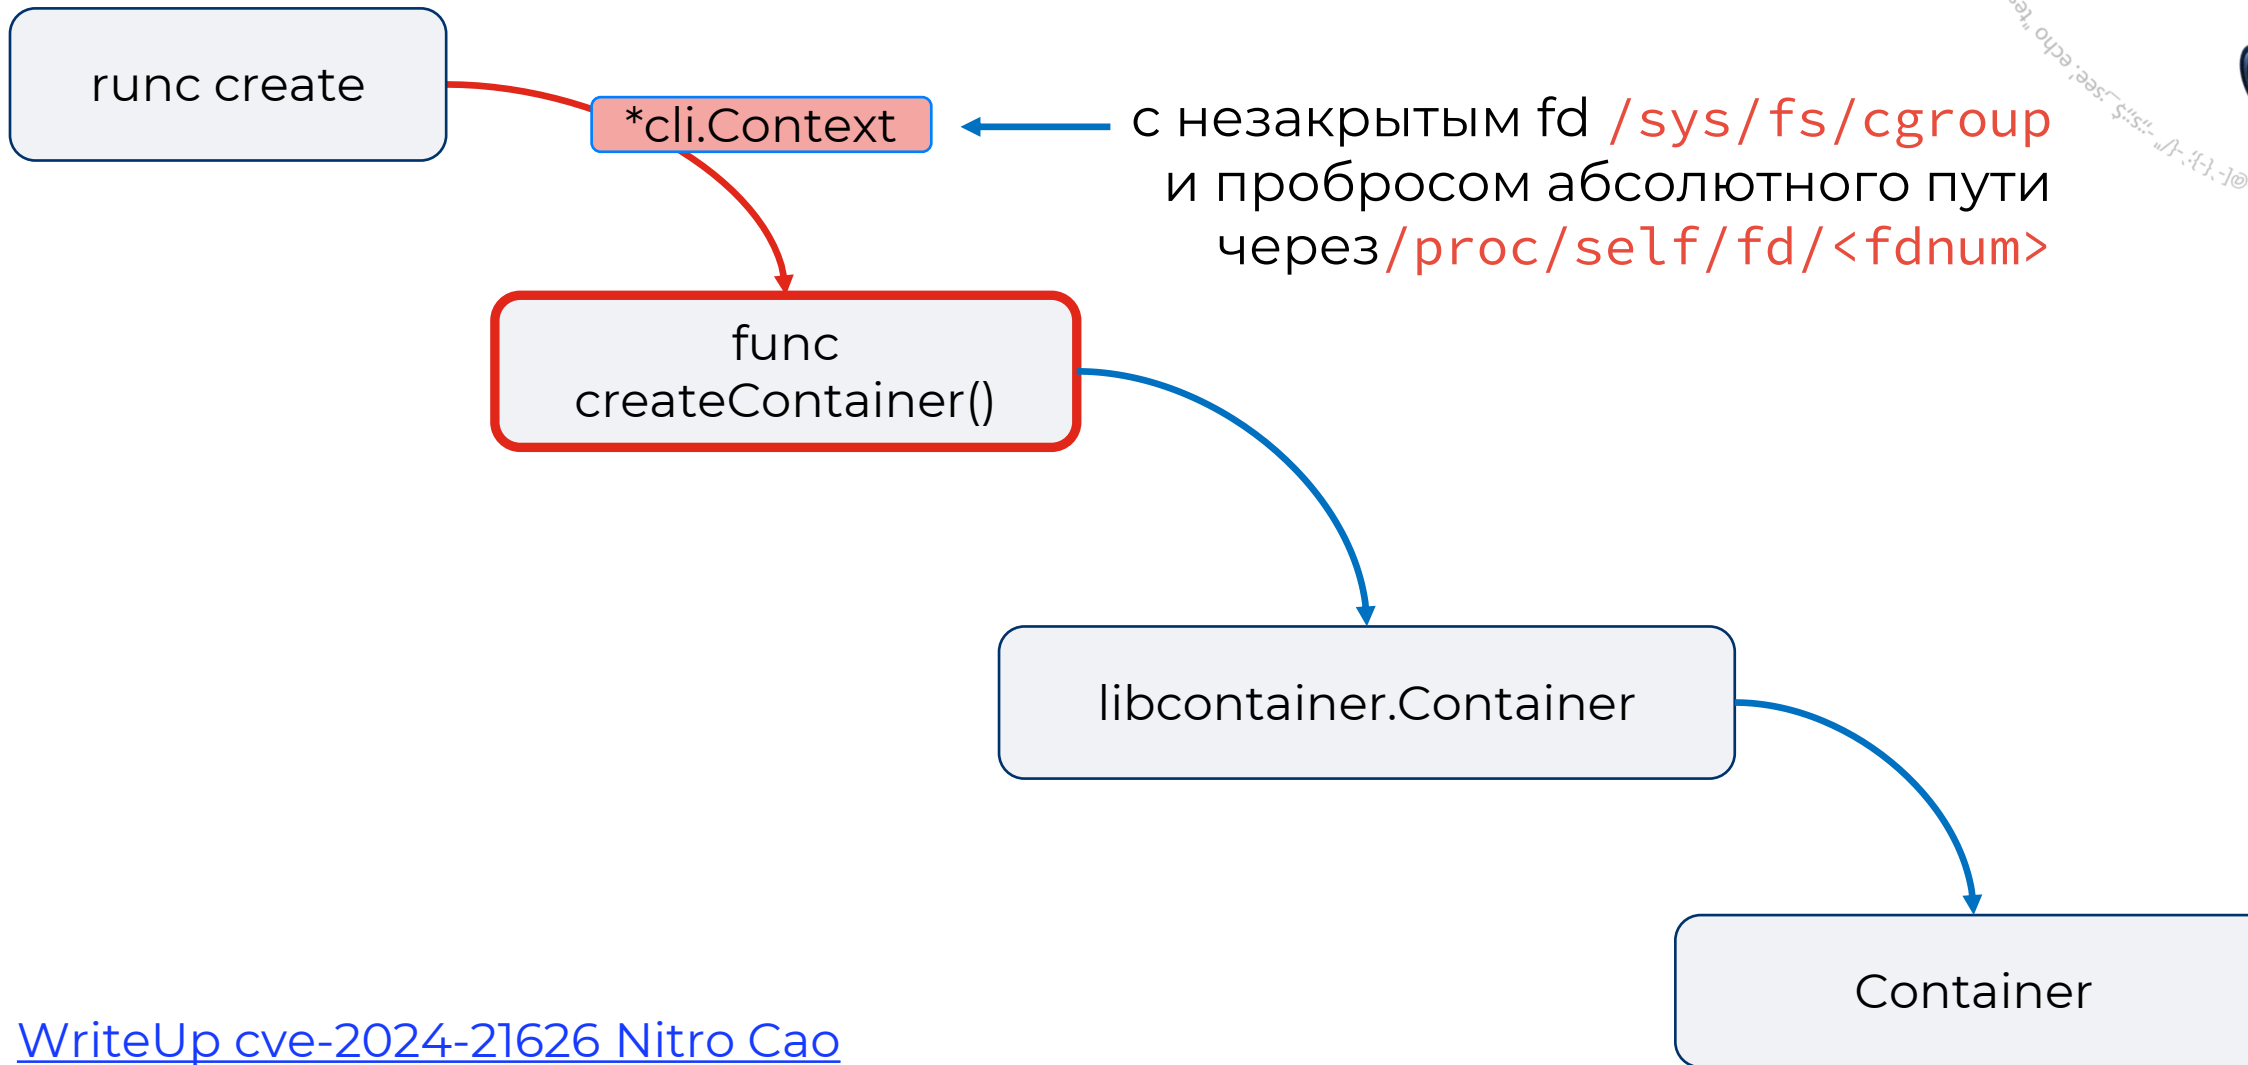 runc create
*cli.Context
с незакрытым fd /sys/fs/cgroup
и пробросом абсолютного пути
через/proc/self/fd/<fdnum>
func
createContainer()
libcontainer.Container
Container
WriteUp cve-2024-21626 Nitro Cao